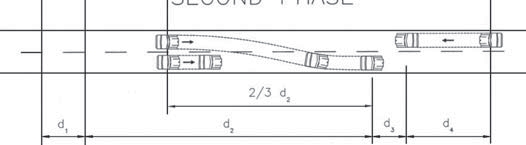 SECOND PHASE
2/3 d₂
d₁ d₂ d₃ d₄